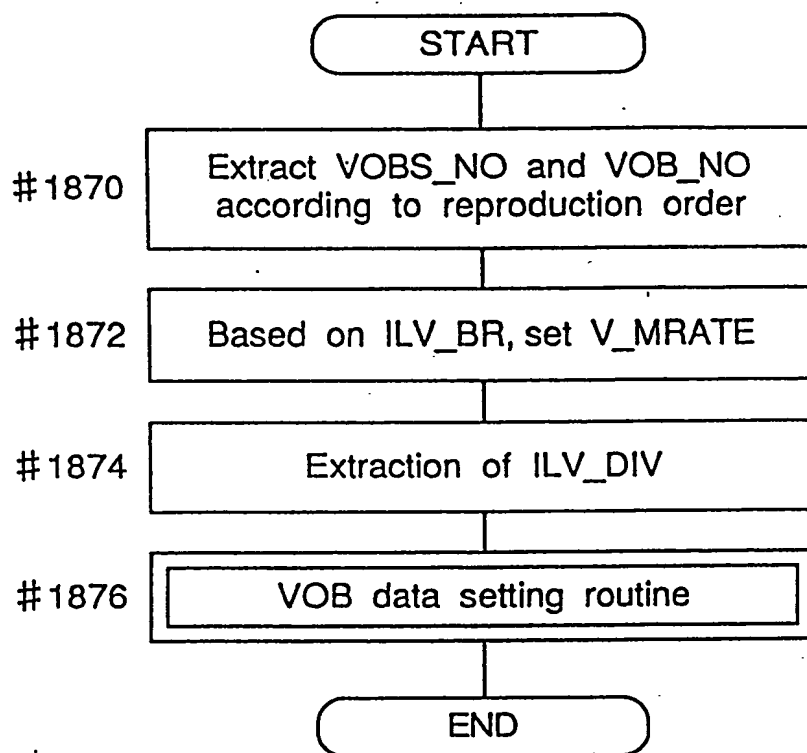 START
#1870
Extract VOBS_NO and VOB_NO
according to reproduction order
#1872
Based on ILV_BR, set V_MRATE
#1874
Extraction of ILV_DIV
#1876
VOB data setting routine
END